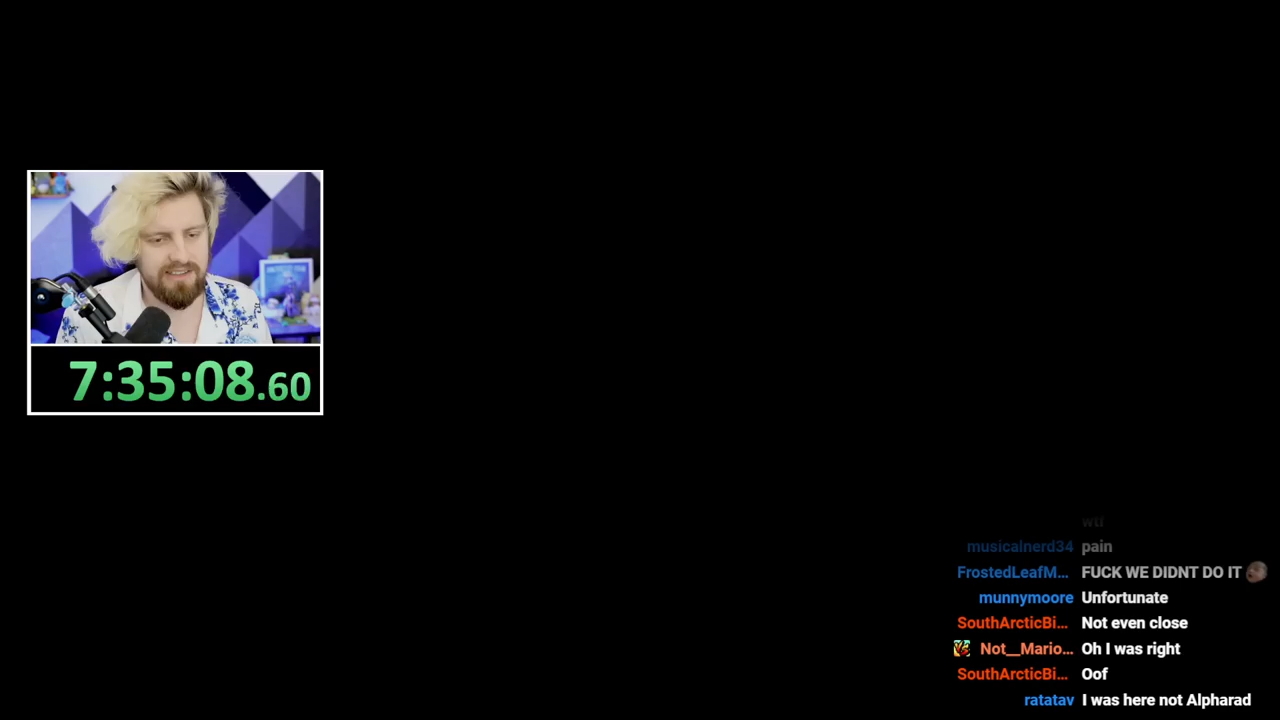 7:35:08.60
wtf
musicalnerd34 pain
FrostedLeafM... FUCK WE DIDNT DO IT
munnymoore Unfortunate
SouthArcticBi... Not even close
Not__Mario... Oh I was right
SouthArcticBi... Oof
ratatav I was here not Alpharad